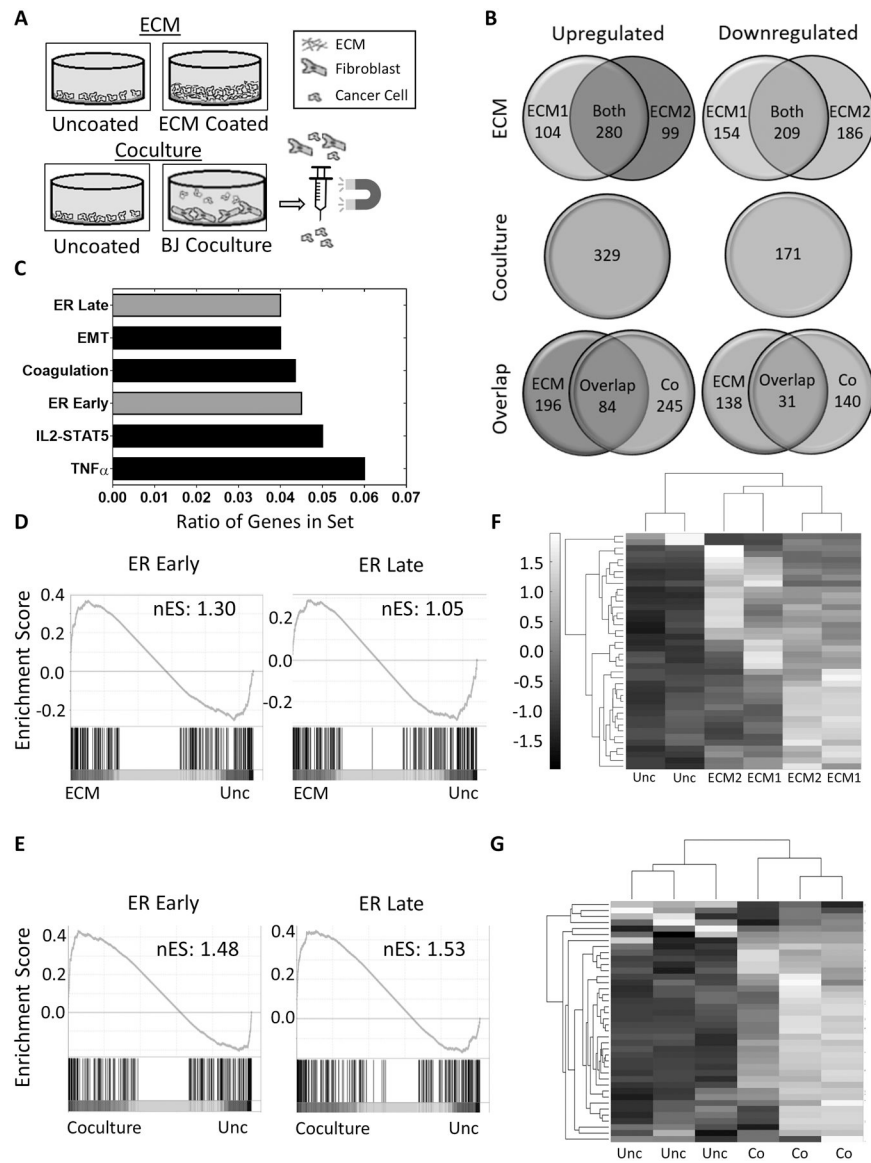 A
ECM
Uncoated
ECM Coated
Coculture
Uncoated
BJ Coculture
ECM
Fibroblast
Cancer Cell
B
Upregulated
Downregulated
ECM
ECM1
104
Both
280
ECM2
99
ECM1
154
Both
209
ECM2
186
Coculture
329
171
Overlap
ECM
196
Overlap
84
Co
245
ECM
138
Overlap
31
Co
140
C
ER Late
EMT
Coagulation
ER Early
IL2-STAT5
TNFα
0.00 0.01 0.02 0.03 0.04 0.05 0.06 0.07
Ratio of Genes in Set
D
ER Early
ER Late
Enrichment Score
0.4
0.2
0.0
-0.2
nES: 1.30
0.2
0.0
-0.2
nES: 1.05
ECM
Unc
ECM
Unc
E
ER Early
ER Late
Enrichment Score
0.4
0.2
0.0
nES: 1.48
0.4
0.2
0.0
nES: 1.53
Coculture
Unc
Coculture
Unc
F
1.5
1.0
0.5
0.0
-0.5
-1.0
-1.5
Unc Unc ECM2 ECM1 ECM2 ECM1
G
Unc Unc Unc Co Co Co